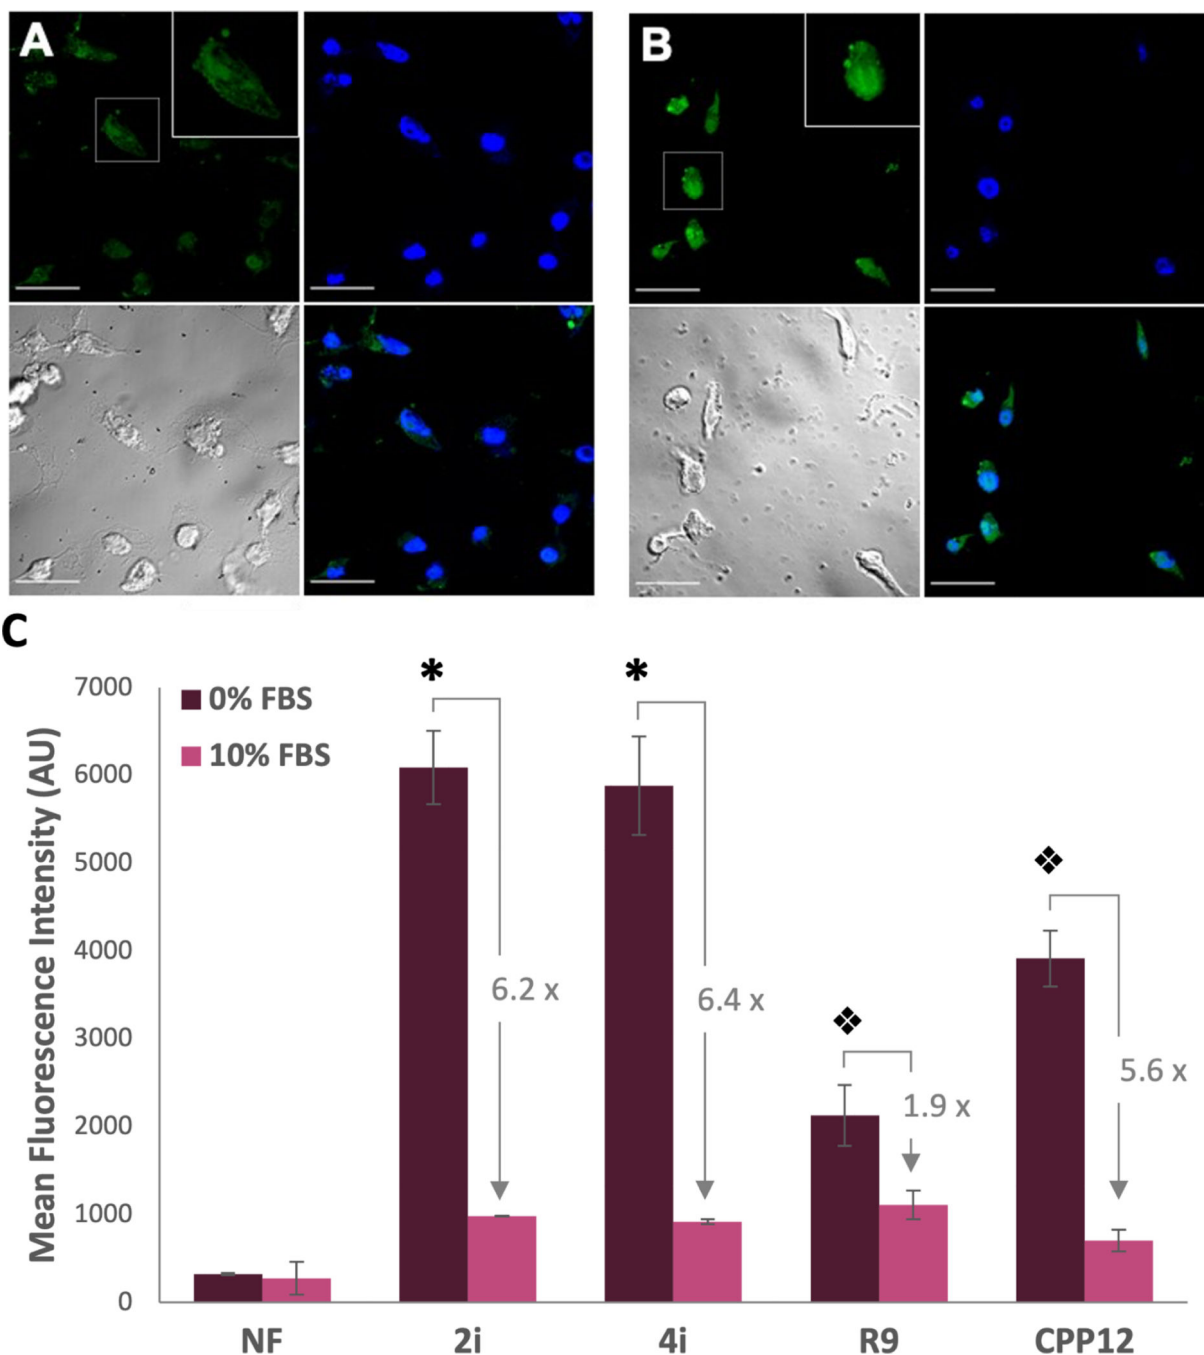 A
B
C
Mean Fluorescence Intensity (AU)
7000
6000
5000
4000
3000
2000
1000
0
0% FBS
10% FBS
*
*
❖
❖
6.2 x
6.4 x
1.9 x
5.6 x
NF 2i 4i R9 CPP12